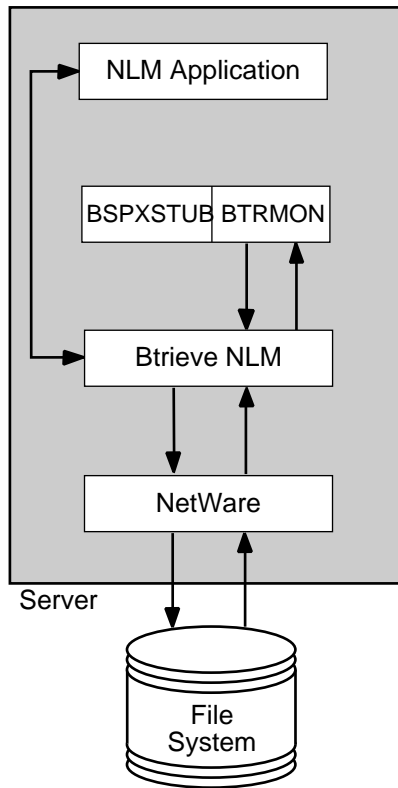 NLM Application
BSPXSTUB BTRMON
Btrieve NLM
NetWare
Server
File
System